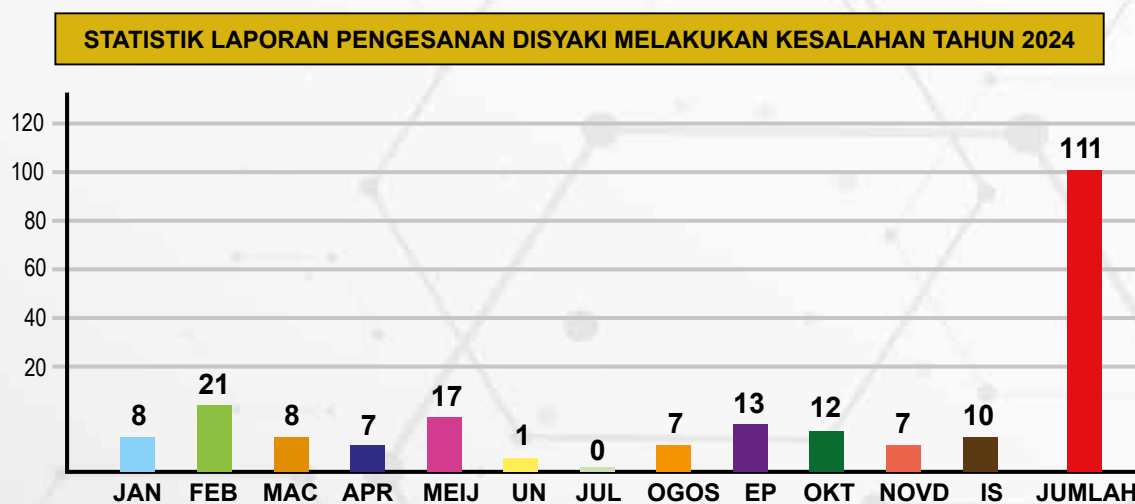 STATISTIK LAPORAN PENGESANAN DISYAKI MELAKUKAN KESALAHAN TAHUN 2024
120
100
80
60
40
20
8 21 8 7 17 1 0 7 13 12 7 10 111
JAN FEB MAC APR MEIJ UN JUL OGOS EP OKT NOVD IS JUMLAH